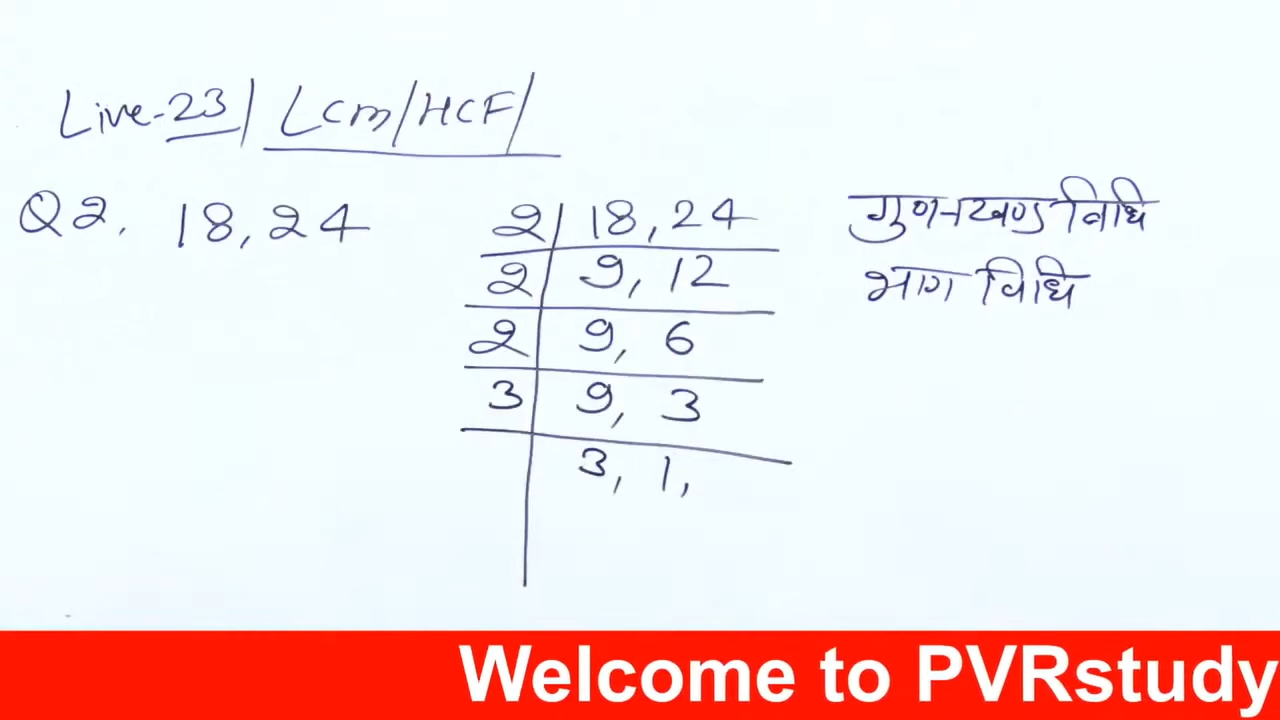 Live-23/ LCM/HCF/
Q2. 18,24
2 18,24
2 9, 12
2 9, 6
3 9, 3
3, 1,
गुणनखण्ड विधि
भाग विधि
Welcome to PVRstudy